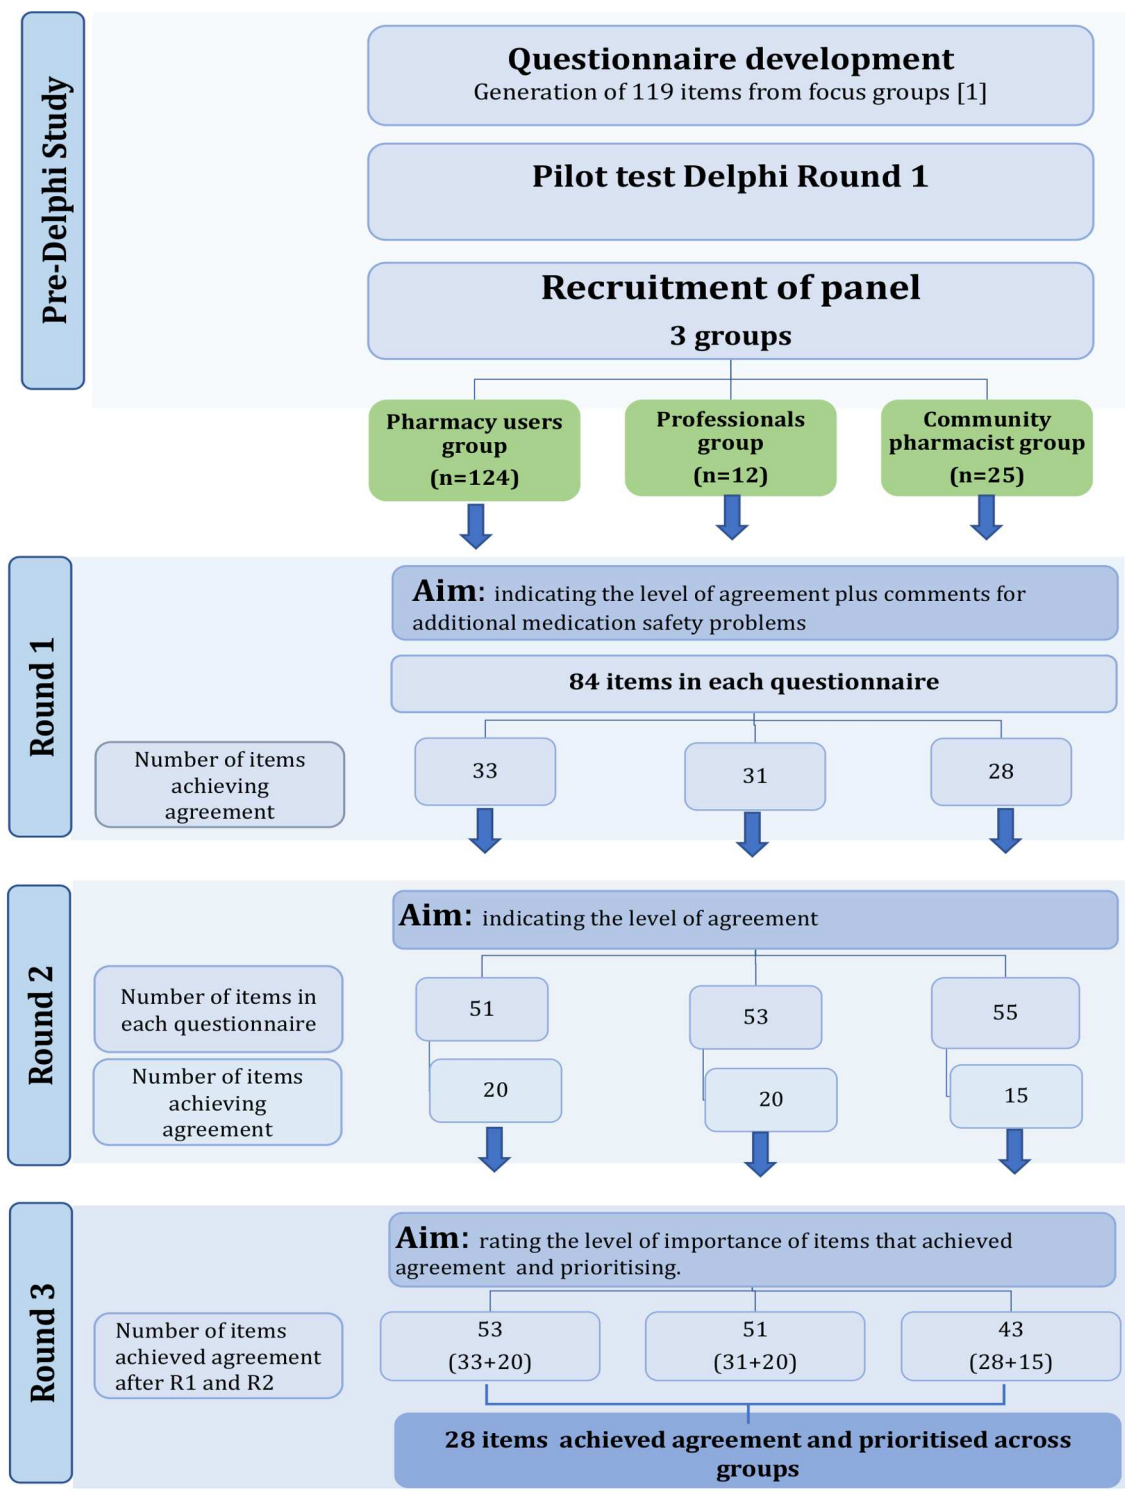 Pre-Delphi Study
Questionnaire development
Generation of 119 items from focus groups [1]
Pilot test Delphi Round 1
Recruitment of panel
3 groups
Pharmacy users
group
(n=124)
Professionals
group
(n=12)
Community
pharmacist group
(n=25)
Round 1
Aim: indicating the level of agreement plus comments for
additional medication safety problems
84 items in each questionnaire
Number of items
achieving
agreement
33
31
28
Round 2
Aim: indicating the level of agreement
Number of items in
each questionnaire
51
53
55
Number of items
achieving
agreement
20
20
15
Round 3
Aim: rating the level of importance of items that achieved
agreement and prioritising.
Number of items
achieved agreement
after R1 and R2
53
(33+20)
51
(31+20)
43
(28+15)
28 items achieved agreement and prioritised across
groups